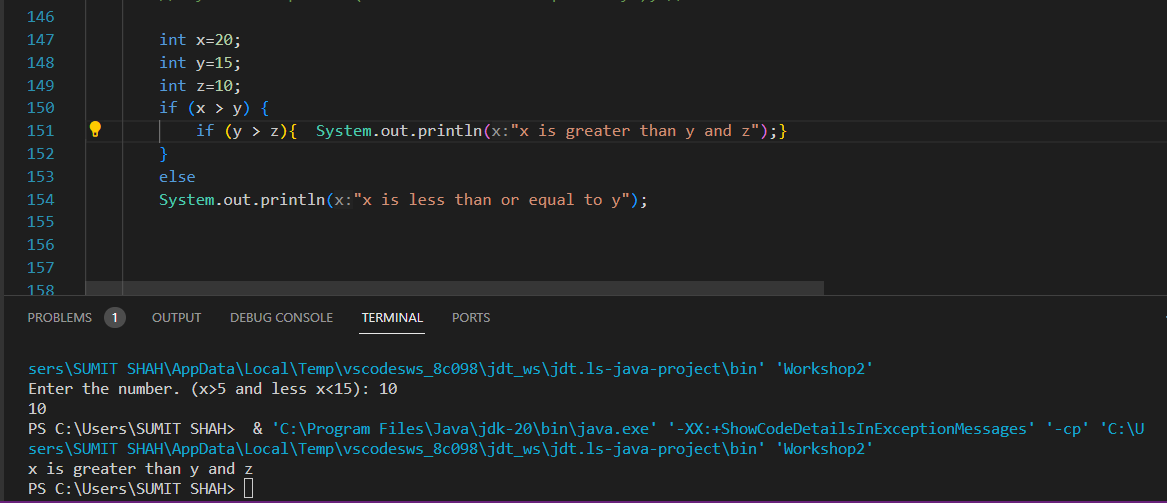 146
147 int x=20;
148 int y=15;
149 int z=10;
150 if (x > y) {
151 if (y > z){  System.out.println(x:"x is greater than y and z");}
152 }
153 else
154 System.out.println(x:"x is less than or equal to y");
155
156
157
158
PROBLEMS 1 OUTPUT DEBUG CONSOLE TERMINAL PORTS
sers\SUMIT SHAH\AppData\Local\Temp\vscodesws_8c098\jdt_ws\jdt.ls-java-project\bin' 'Workshop2'
Enter the number. (x>5 and less x<15): 10
10
PS C:\Users\SUMIT SHAH>  & 'C:\Program Files\Java\jdk-20\bin\java.exe' '-XX:+ShowCodeDetailsInExceptionMessages' '-cp' 'C:\U
sers\SUMIT SHAH\AppData\Local\Temp\vscodesws_8c098\jdt_ws\jdt.ls-java-project\bin' 'Workshop2'
x is greater than y and z
PS C:\Users\SUMIT SHAH>